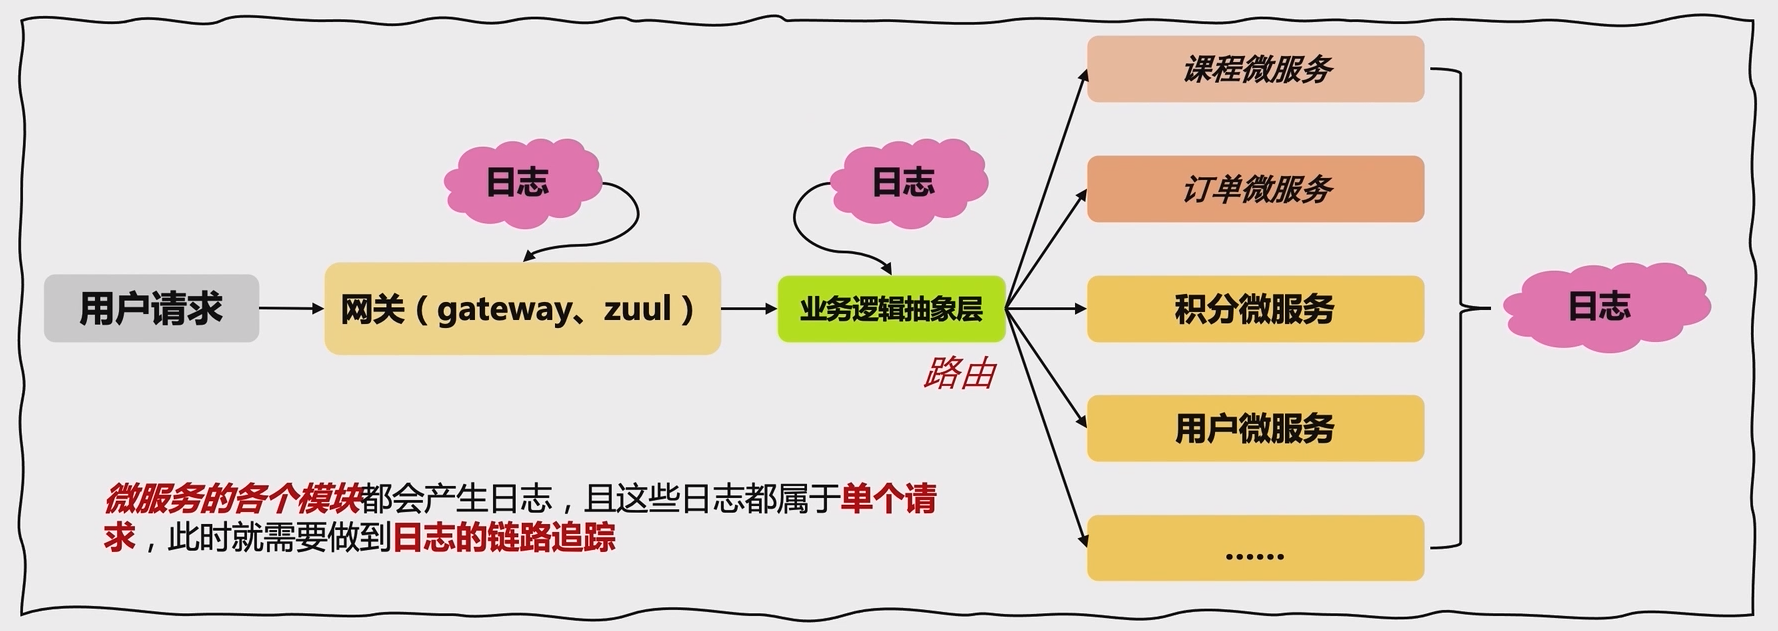 课程微服务
日志
日志
订单微服务
用户请求
网关（gateway、zuul）
业务逻辑抽象层
积分微服务
日志
路由
用户微服务
微服务的各个模块都会产生日志，且这些日志都属于单个请
求，此时就需要做到日志的链路追踪
......